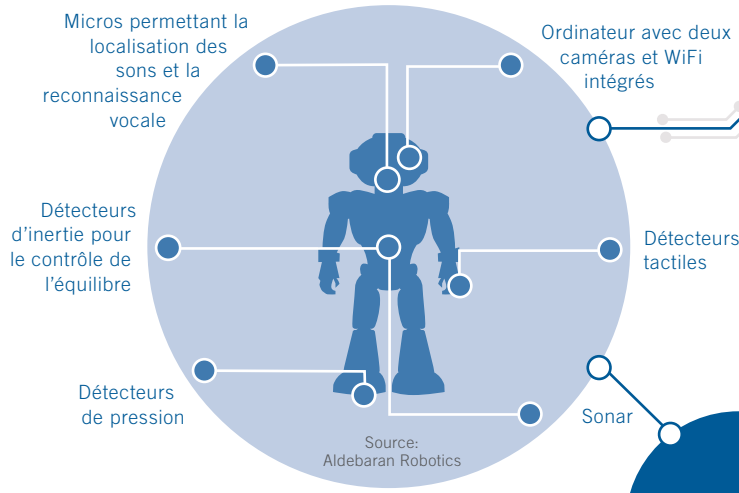 Micros permettant la
localisation des
sons et la
reconnaissance
vocale
Ordinateur avec deux
caméras et WiFi
intégrés
Détecteurs
d'inertie pour
le contrôle de
l'équilibre
Détecteurs
tactiles
Détecteurs
de pression
Sonar
Source:
Aldebaran Robotics